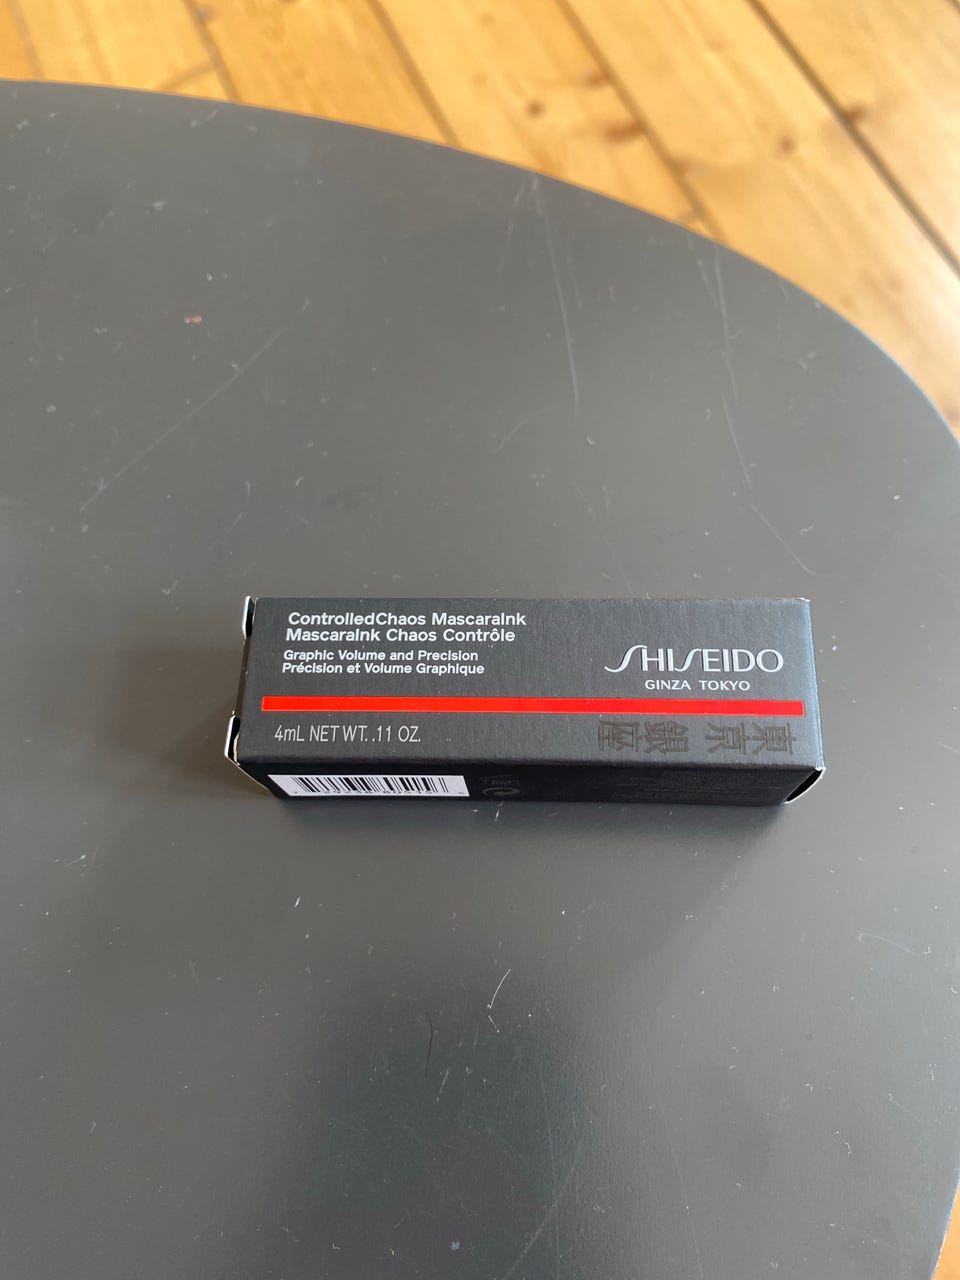 ControlledChaos MascaraInk
MascaraInk Chaos Contrôle
Graphic Volume and Precision
Précision et Volume Graphique
SHISEIDO
GINZA TOKYO
4mL NET WT. .11 OZ.
東京銀座